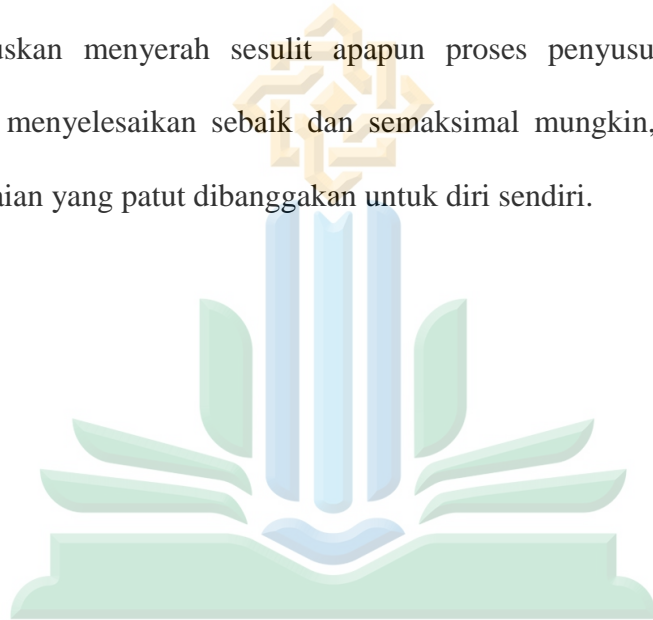 uskan menyerah sesulit apapun proses penyusu
menyelesaikan sebaik dan semaksimal mungkin,
aian yang patut dibanggakan untuk diri sendiri.